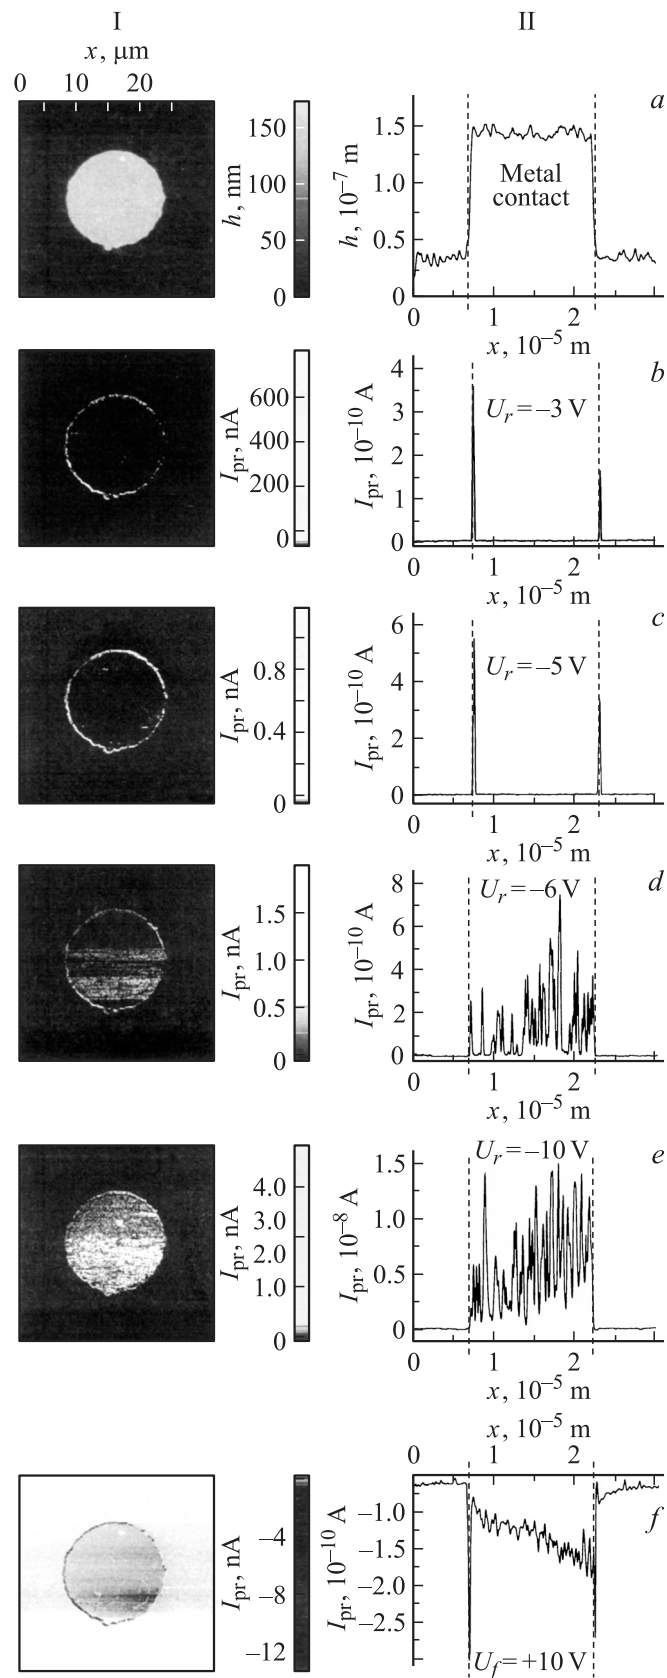 I
II
x, μm
0 10 20
150
100
50
0
h, nm
a
h, 10⁻⁷ m
1.5
1.0
0.5
0
Metal
contact
0 1 2
x, 10⁻⁵ m
600
400
200
0
I_pr, nA
b
I_pr, 10⁻¹⁰ A
4
3
2
1
0
U_r = –3 V
0 1 2
x, 10⁻⁵ m
0.8
0.4
0
I_pr, nA
c
I_pr, 10⁻¹⁰ A
6
4
2
0
U_r = –5 V
0 1 2
x, 10⁻⁵ m
1.5
1.0
0.5
0
I_pr, nA
d
I_pr, 10⁻¹⁰ A
8
6
4
2
0
U_r = –6 V
0 1 2
x, 10⁻⁵ m
4.0
3.0
2.0
1.0
0
I_pr, nA
e
I_pr, 10⁻⁸ A
1.5
1.0
0.5
0
U_r = –10 V
0 1 2
x, 10⁻⁵ m
x, 10⁻⁵ m
0 1 2
–4
–8
–12
I_pr, nA
f
I_pr, 10⁻¹⁰ A
–1.0
–1.5
–2.0
–2.5
U_f = +10 V